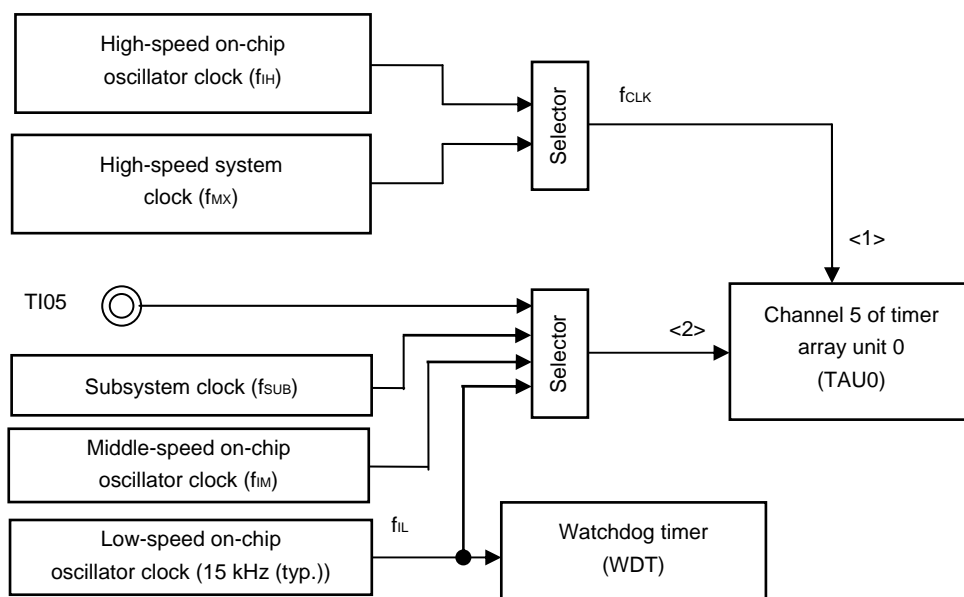 High-speed on-chip
oscillator clock (fIH)
Selector
fCLK
High-speed system
clock (fMX)
<1>
TI05
Selector
<2>
Channel 5 of timer
array unit 0
(TAU0)
Subsystem clock (fSUB)
Middle-speed on-chip
oscillator clock (fIM)
Low-speed on-chip
oscillator clock (15 kHz (typ.))
fIL
Watchdog timer
(WDT)